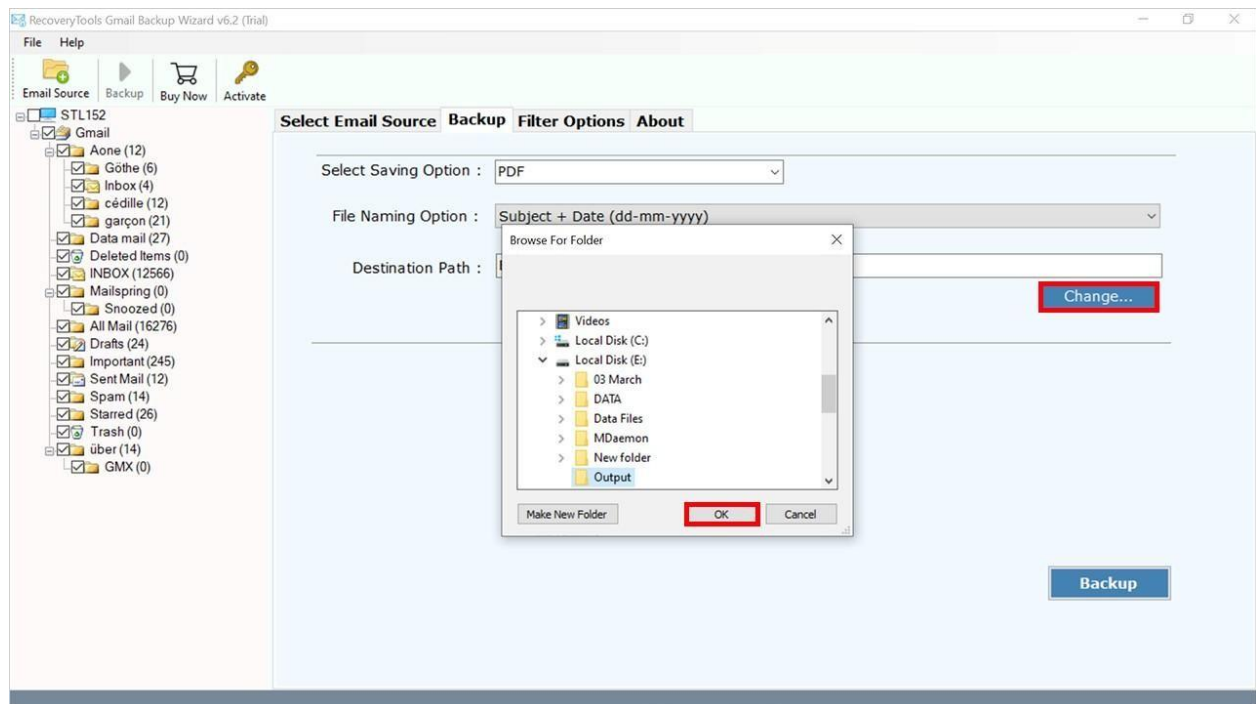 RecoveryTools Gmail Backup Wizard v6.2 (Trial)
File Help
Email Source Backup Buy Now Activate
STL152
Gmail
Aone (12)
Göthe (6)
Inbox (4)
cédille (12)
garçon (21)
Data mail (27)
Deleted Items (0)
INBOX (12566)
Mailspring (0)
Snoozed (0)
All Mail (16276)
Drafts (24)
Important (245)
Sent Mail (12)
Spam (14)
Starred (26)
Trash (0)
über (14)
GMX (0)
Select Email Source Backup Filter Options About
Select Saving Option : PDF
File Naming Option : Subject + Date (dd-mm-yyyy)
Destination Path :
Change...
Browse For Folder
Videos
Local Disk (C:)
Local Disk (E:)
03 March
DATA
Data Files
MDaemon
New folder
Output
Make New Folder OK Cancel
Backup